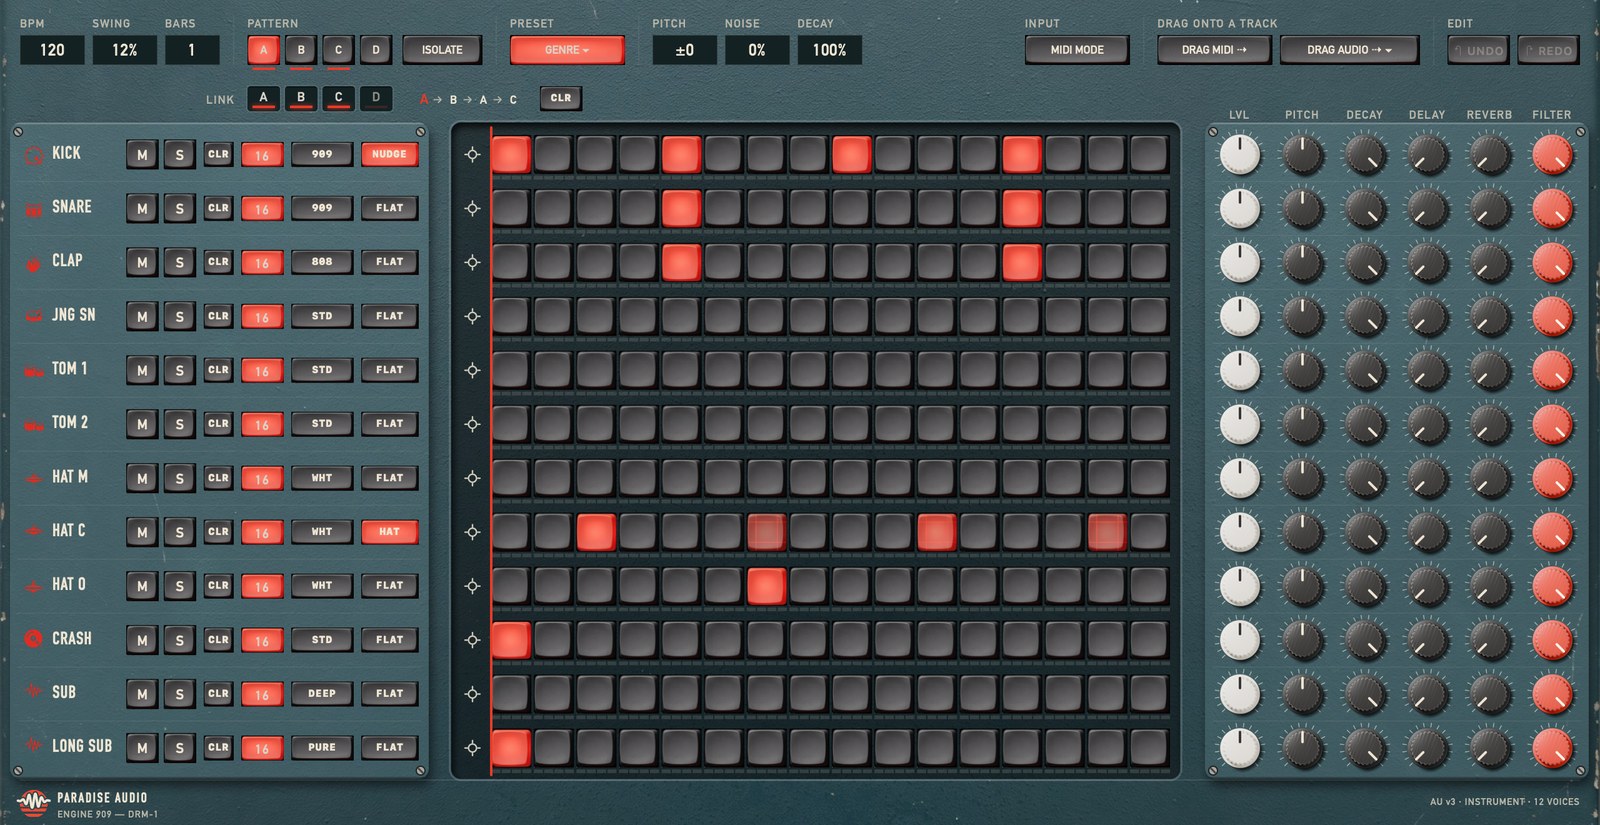 BPM SWING BARS PATTERN PRESET PITCH NOISE DECAY INPUT DRAG ONTO A TRACK EDIT
120 12% 1 A B C D ISOLATE GENRE ±0 0% 100% MIDI MODE DRAG MIDI ⇢ DRAG AUDIO ⇢ UNDO REDO
LINK A B C D A → B → A → C CLR
LVL PITCH DECAY DELAY REVERB FILTER
KICK M S CLR 16 909 NUDGE
SNARE M S CLR 16 909 FLAT
CLAP M S CLR 16 808 FLAT
JNG SN M S CLR 16 STD FLAT
TOM 1 M S CLR 16 STD FLAT
TOM 2 M S CLR 16 STD FLAT
HAT M M S CLR 16 WHT FLAT
HAT C M S CLR 16 WHT HAT
HAT O M S CLR 16 WHT FLAT
CRASH M S CLR 16 STD FLAT
SUB M S CLR 16 DEEP FLAT
LONG SUB M S CLR 16 PURE FLAT
PARADISE AUDIO
ENGINE 909 — DRM-1
AU v3 · INSTRUMENT · 12 VOICES